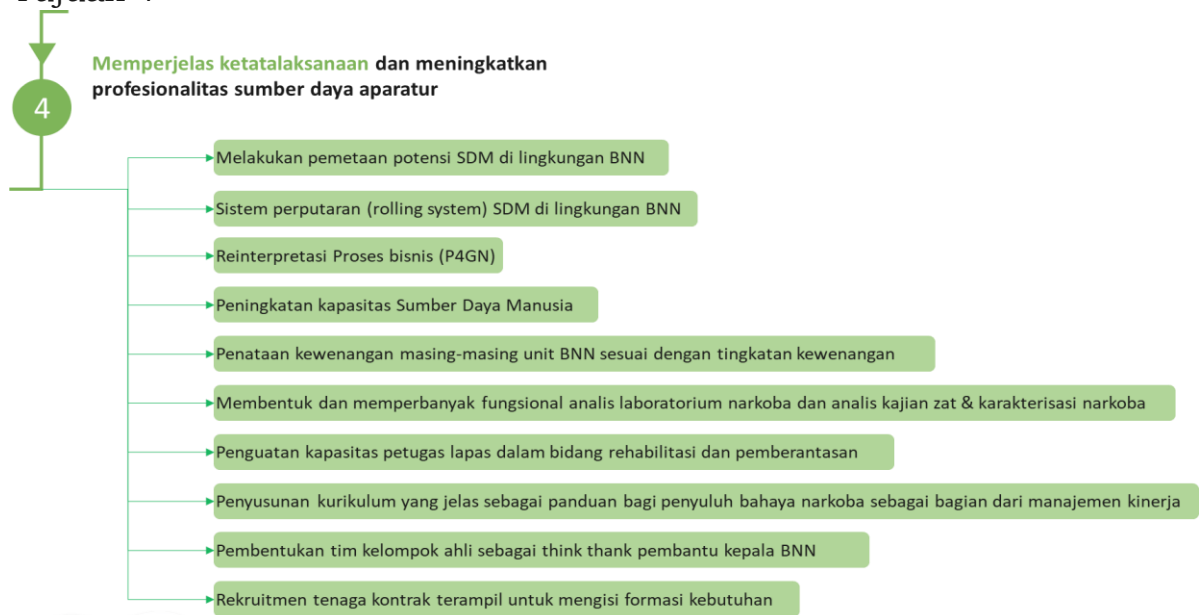 4
Memperjelas ketatalaksanaan dan meningkatkan
profesionalitas sumber daya aparatur
Melakukan pemetaan potensi SDM di lingkungan BNN
Sistem perputaran (rolling system) SDM di lingkungan BNN
Reinterpretasi Proses bisnis (P4GN)
Peningkatan kapasitas Sumber Daya Manusia
Penataan kewenangan masing-masing unit BNN sesuai dengan tingkatan kewenangan
Membentuk dan memperbanyak fungsional analis laboratorium narkoba dan analis kajian zat & karakterisasi narkoba
Penguatan kapasitas petugas lapas dalam bidang rehabilitasi dan pemberantasan
Penyusunan kurikulum yang jelas sebagai panduan bagi penyuluh bahaya narkoba sebagai bagian dari manajemen kinerja
Pembentukan tim kelompok ahli sebagai think thank pembantu kepala BNN
Rekruitmen tenaga kontrak terampil untuk mengisi formasi kebutuhan